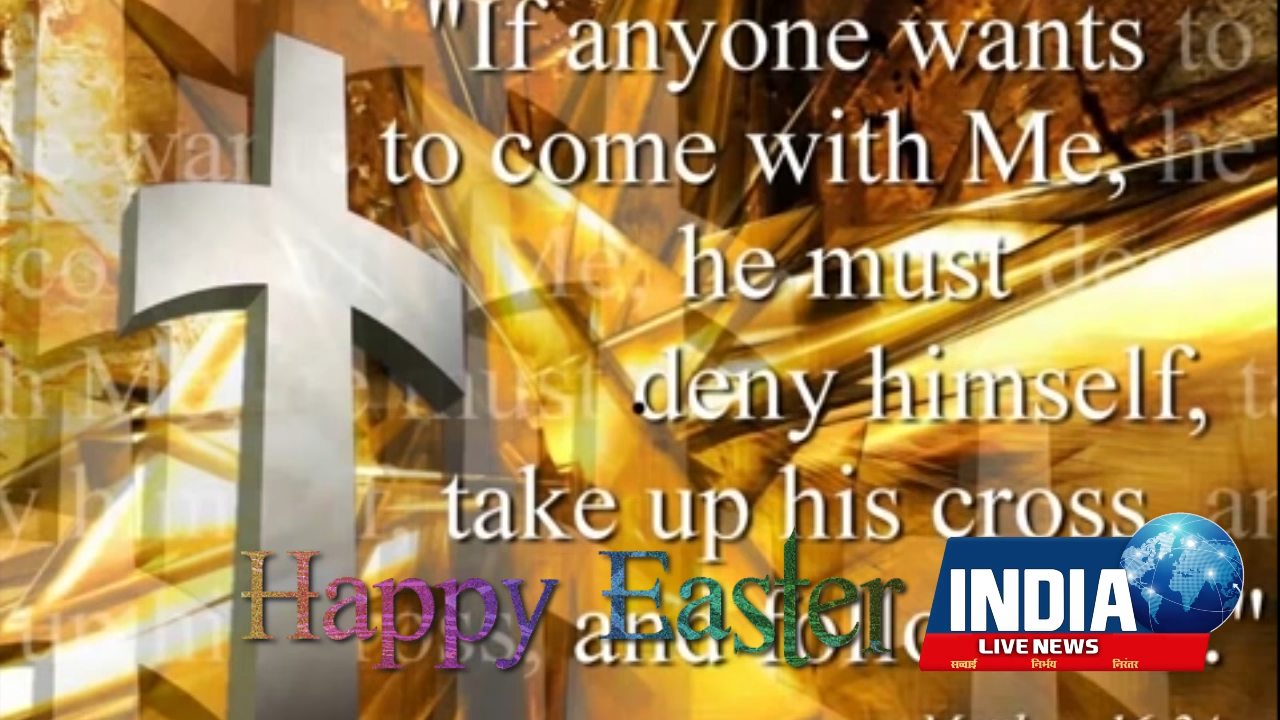 "If anyone wants
to come with Me,
he must
deny himself,
take up his cross
Happy Easter
and follo
INDIA
LIVE NEWS
सच्चाई निर्भय निरंतर